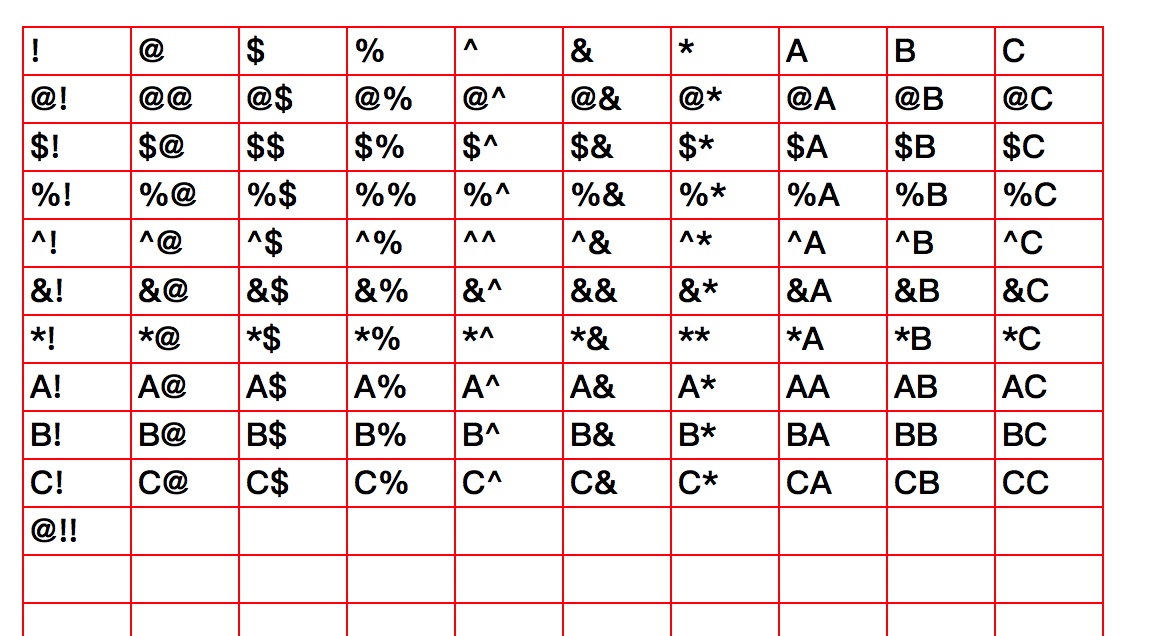 ! @ $ % ^ & * A B C
@! @@ @$ @% @^ @& @* @A @B @C
$! $@ $$ $% $^ $& $* $A $B $C
%! %@ %$ %% %^ %& %* %A %B %C
^! ^@ ^$ ^% ^^ ^& ^* ^A ^B ^C
&! &@ &$ &% &^ && &* &A &B &C
*! *@ *$ *% *^ *& ** *A *B *C
A! A@ A$ A% A^ A& A* AA AB AC
B! B@ B$ B% B^ B& B* BA BB BC
C! C@ C$ C% C^ C& C* CA CB CC
@!!